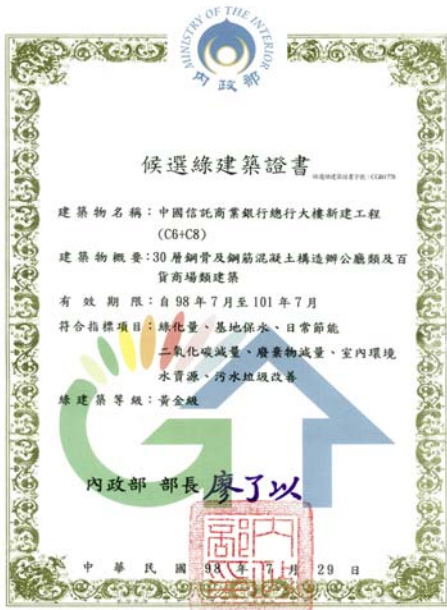 MINISTRY OF THE INTERIOR
內政部
候選綠建築證書
建築物名稱：中國信託商業銀行總行大樓新建工程
(C6+C8)
建築物概要：30層鋼骨及鋼筋混凝土構造辦公廳類及百
貨商場類建築
有效期限：自98年7月至101年7月
符合指標項目：綠化量、基地保水、日常節能
二氧化碳減量、廢棄物減量、室內環境
水資源、污水垃圾改善
綠建築等級：黃金級
內政部 部長 廖了以
中華民國 98 年 7 月 29 日